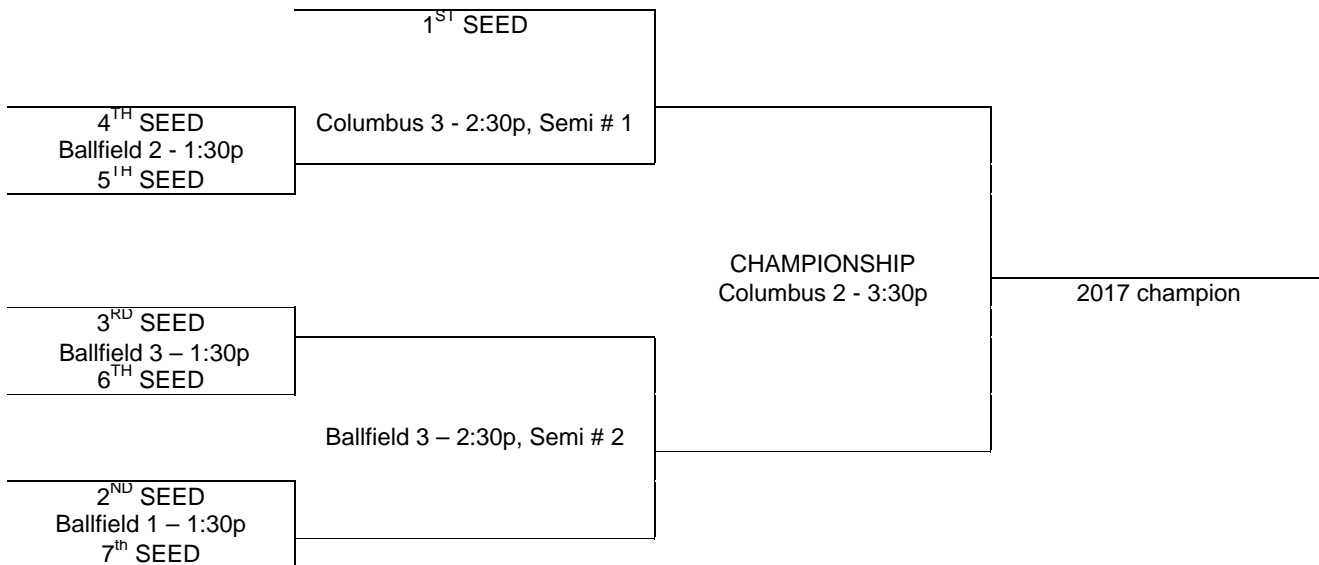 1ST SEED
4TH SEED
Columbus 3 - 2:30p, Semi # 1
Ballfield 2 - 1:30p
5TH SEED
CHAMPIONSHIP
Columbus 2 - 3:30p
2017 champion
3RD SEED
Ballfield 3 – 1:30p
6TH SEED
Ballfield 3 – 2:30p, Semi # 2
2ND SEED
Ballfield 1 – 1:30p
7th SEED